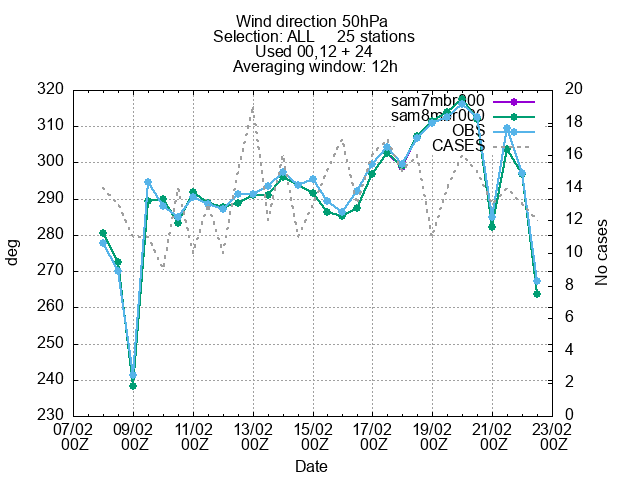 Wind direction 50hPa
Selection: ALL 25 stations
Used 00,12 + 24
Averaging window: 12h
320 20
sam7mbr000
sam8mbr000
OBS
CASES
310 18
300 16
290 14
280 12
270 10
260 8
250 6
240 4
2
230 0
deg
No cases
07/02 09/02 11/02 13/02 15/02 17/02 19/02 21/02 23/02
00Z 00Z 00Z 00Z 00Z 00Z 00Z 00Z 00Z
Date